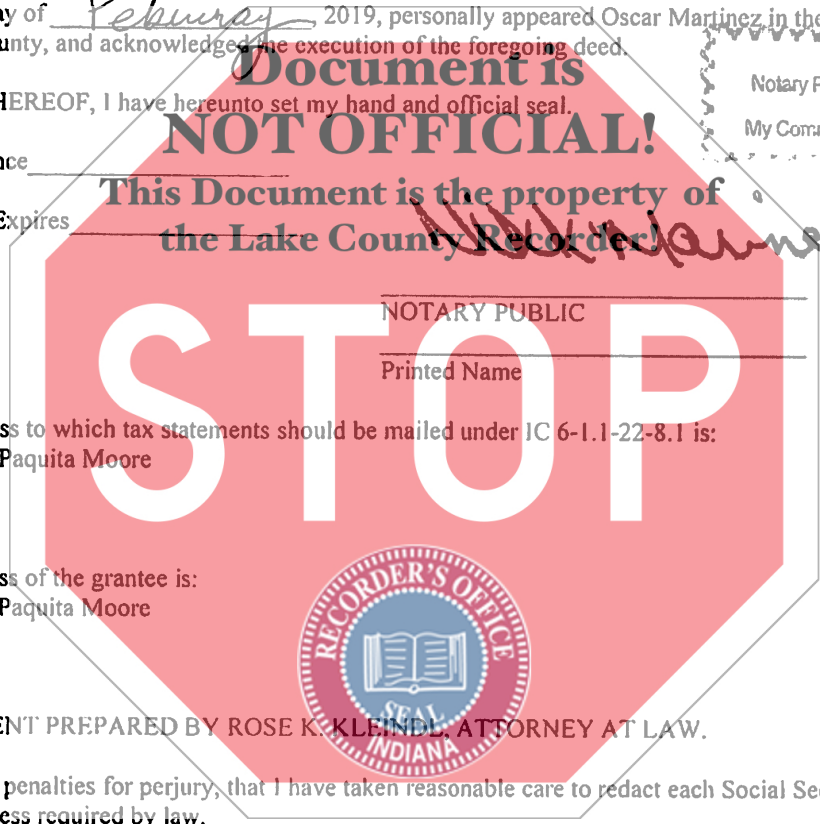 y of February, 2019, personally appeared Oscar Martinez in the
unty, and acknowledged the execution of the foregoing deed.
Document is
HEREOF, I have hereunto set my hand and official seal.
Notary P
NOT OFFICIAL!
My Com
nce
This Document is the property of
Expires
the Lake County Recorder!
NOTARY PUBLIC
STOP
Printed Name
ss to which tax statements should be mailed under IC 6-1.1-22-8.1 is:
Paquita Moore
ss of the grantee is:
Paquita Moore
RECORDER'S OFFICE
SEAL
INDIANA
ENT PREPARED BY ROSE K. KLEINDL, ATTORNEY AT LAW.
penalties for perjury, that I have taken reasonable care to redact each Social Sec
ess required by law.